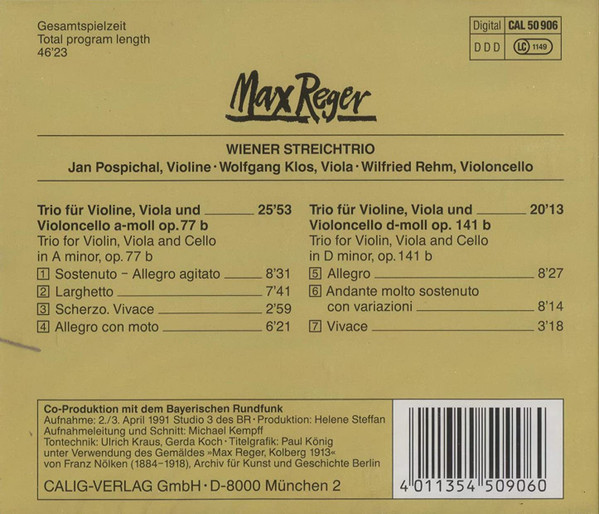 Gesamtspielzeit
Total program length
46'23
Digital CAL 50 906
D D D LC 1149
Max Reger
WIENER STREICHTRIO
Jan Pospichal, Violine · Wolfgang Klos, Viola · Wilfried Rehm, Violoncello
Trio für Violine, Viola und 25'53
Violoncello a-moll op. 77 b
Trio for Violin, Viola and Cello
in A minor, op. 77 b
1 Sostenuto – Allegro agitato 8'31
2 Larghetto 7'41
3 Scherzo. Vivace 2'59
4 Allegro con moto 6'21
Trio für Violine, Viola und 20'13
Violoncello d-moll op. 141 b
Trio for Violin, Viola and Cello
in D minor, op. 141 b
5 Allegro 8'27
6 Andante molto sostenuto
con variazioni 8'14
7 Vivace 3'18
Co-Produktion mit dem Bayerischen Rundfunk
Aufnahme: 2./3. April 1991 Studio 3 des BR · Produktion: Helene Steffan
Aufnahmeleitung und Schnitt: Michael Kempff
Tontechnik: Ulrich Kraus, Gerda Koch · Titelgrafik: Paul König
unter Verwendung des Gemäldes »Max Reger, Kolberg 1913«
von Franz Nölken (1884–1918), Archiv für Kunst und Geschichte Berlin
CALIG-VERLAG GmbH · D-8000 München 2
4 011354 509060